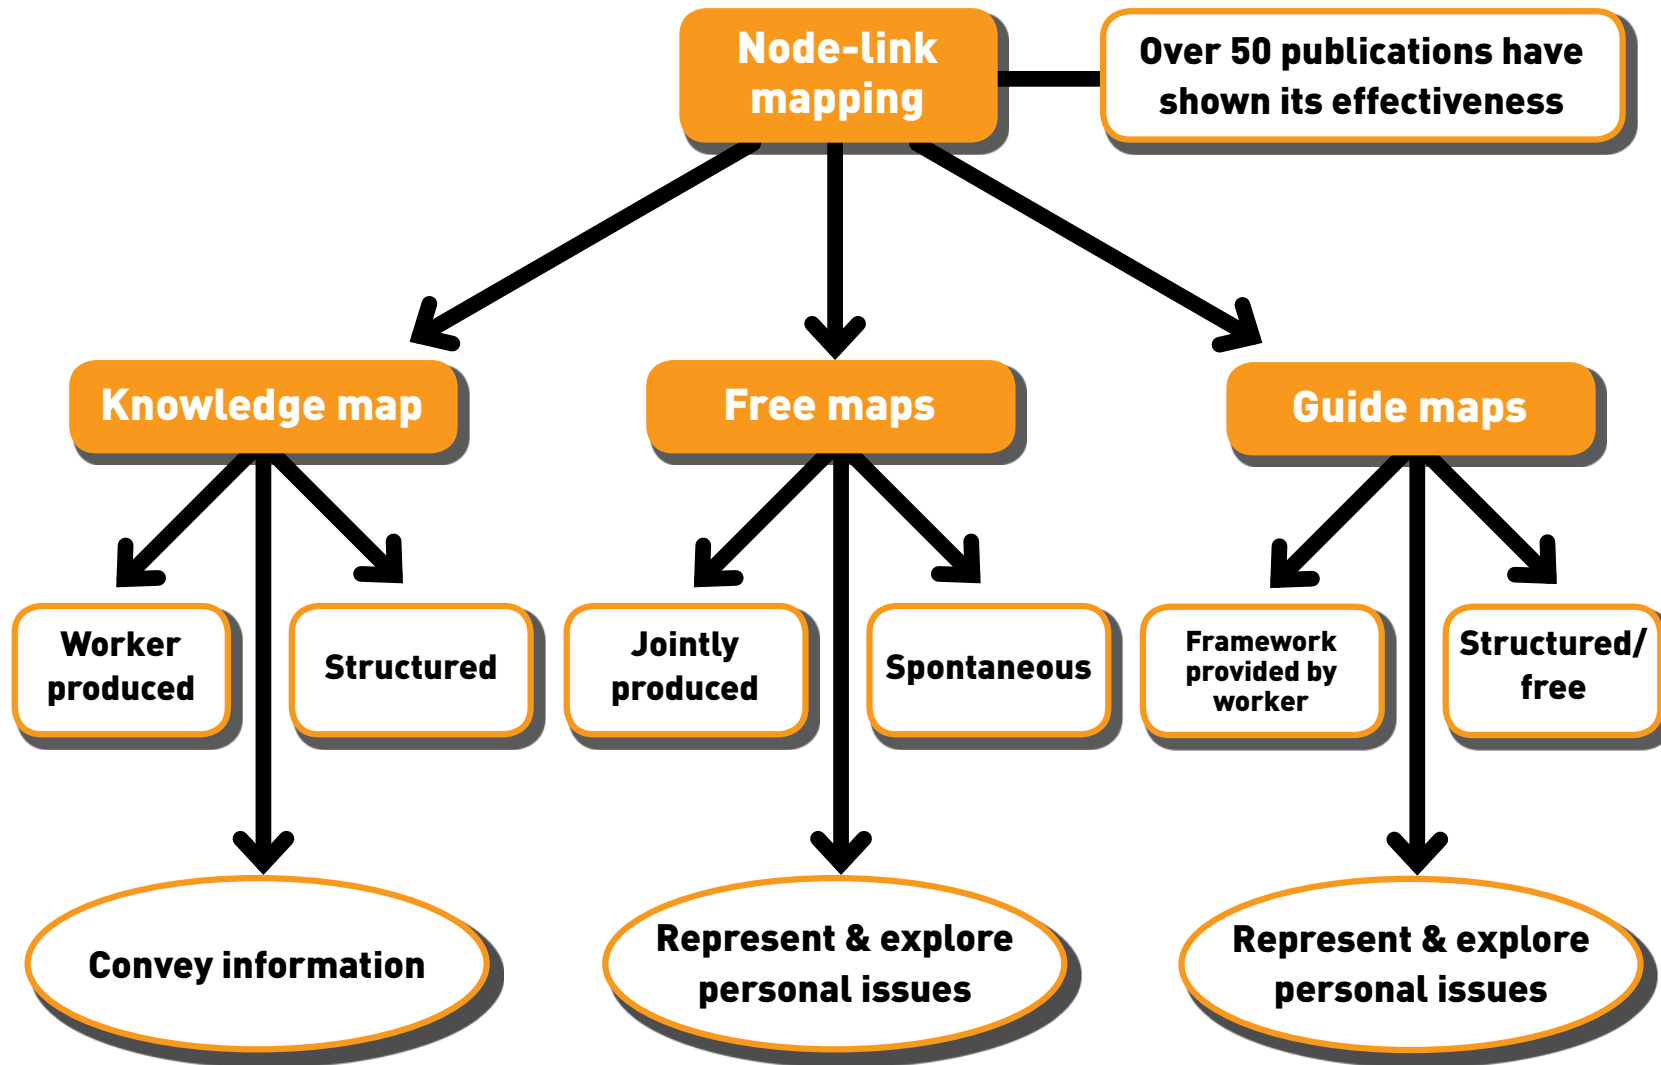 Node-link
mapping
Over 50 publications have
shown its effectiveness
Knowledge map
Free maps
Guide maps
Worker
produced
Structured
Jointly
produced
Spontaneous
Framework
provided by
worker
Structured/
free
Convey information
Represent & explore
personal issues
Represent & explore
personal issues